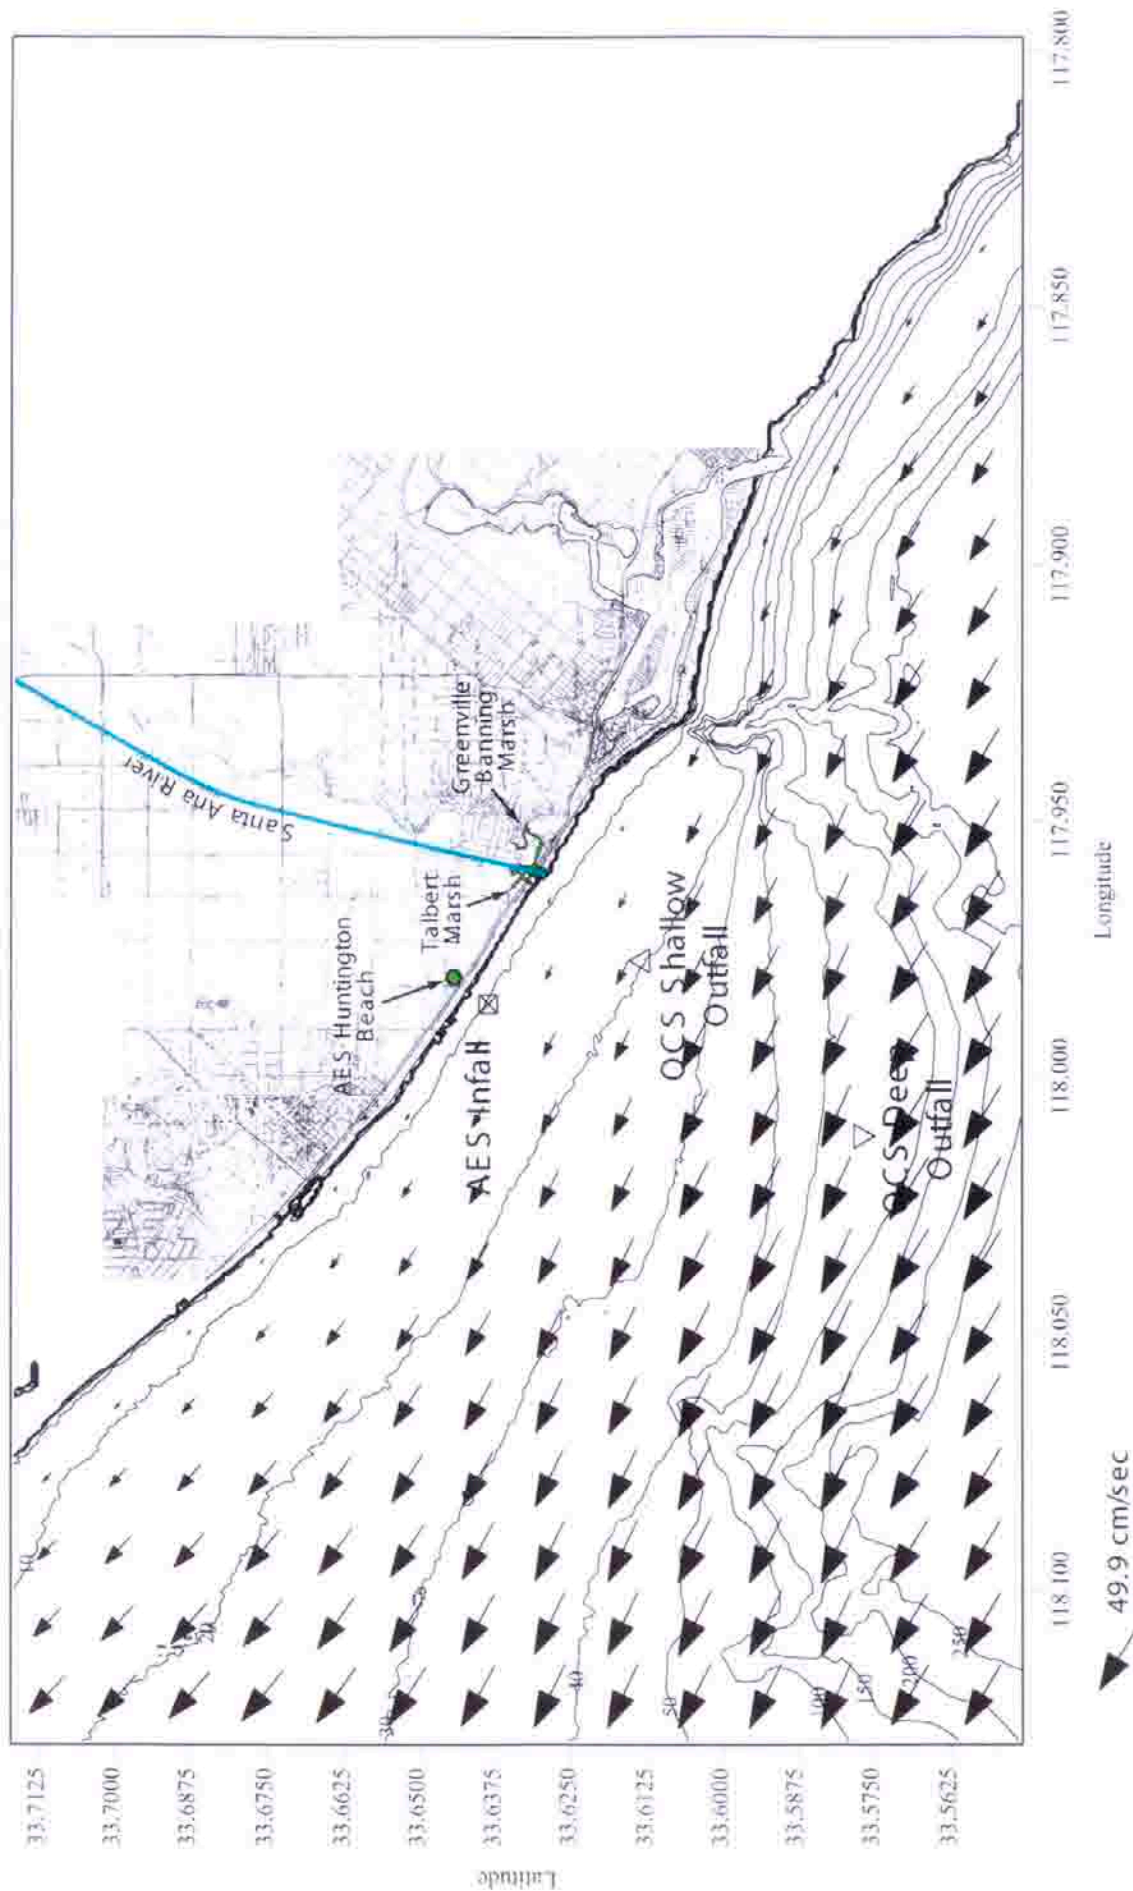 Latitude
33.7125
33.7000
33.6875
33.6750
33.6625
33.6500
33.6375
33.6250
33.6125
33.6000
33.5875
33.5750
33.5625
Santa Ana River
AES Huntington
Beach
Talbert
Marsh
Greenville
Banning
Marsh
AES Infall
OCS Shallow
Outfall
OCS Deep
Outfall
10
20
30
40
50
100
150
200
250
118.100
118.050
118.000
117.950
117.900
117.850
117.800
Longitude
49.9 cm/sec